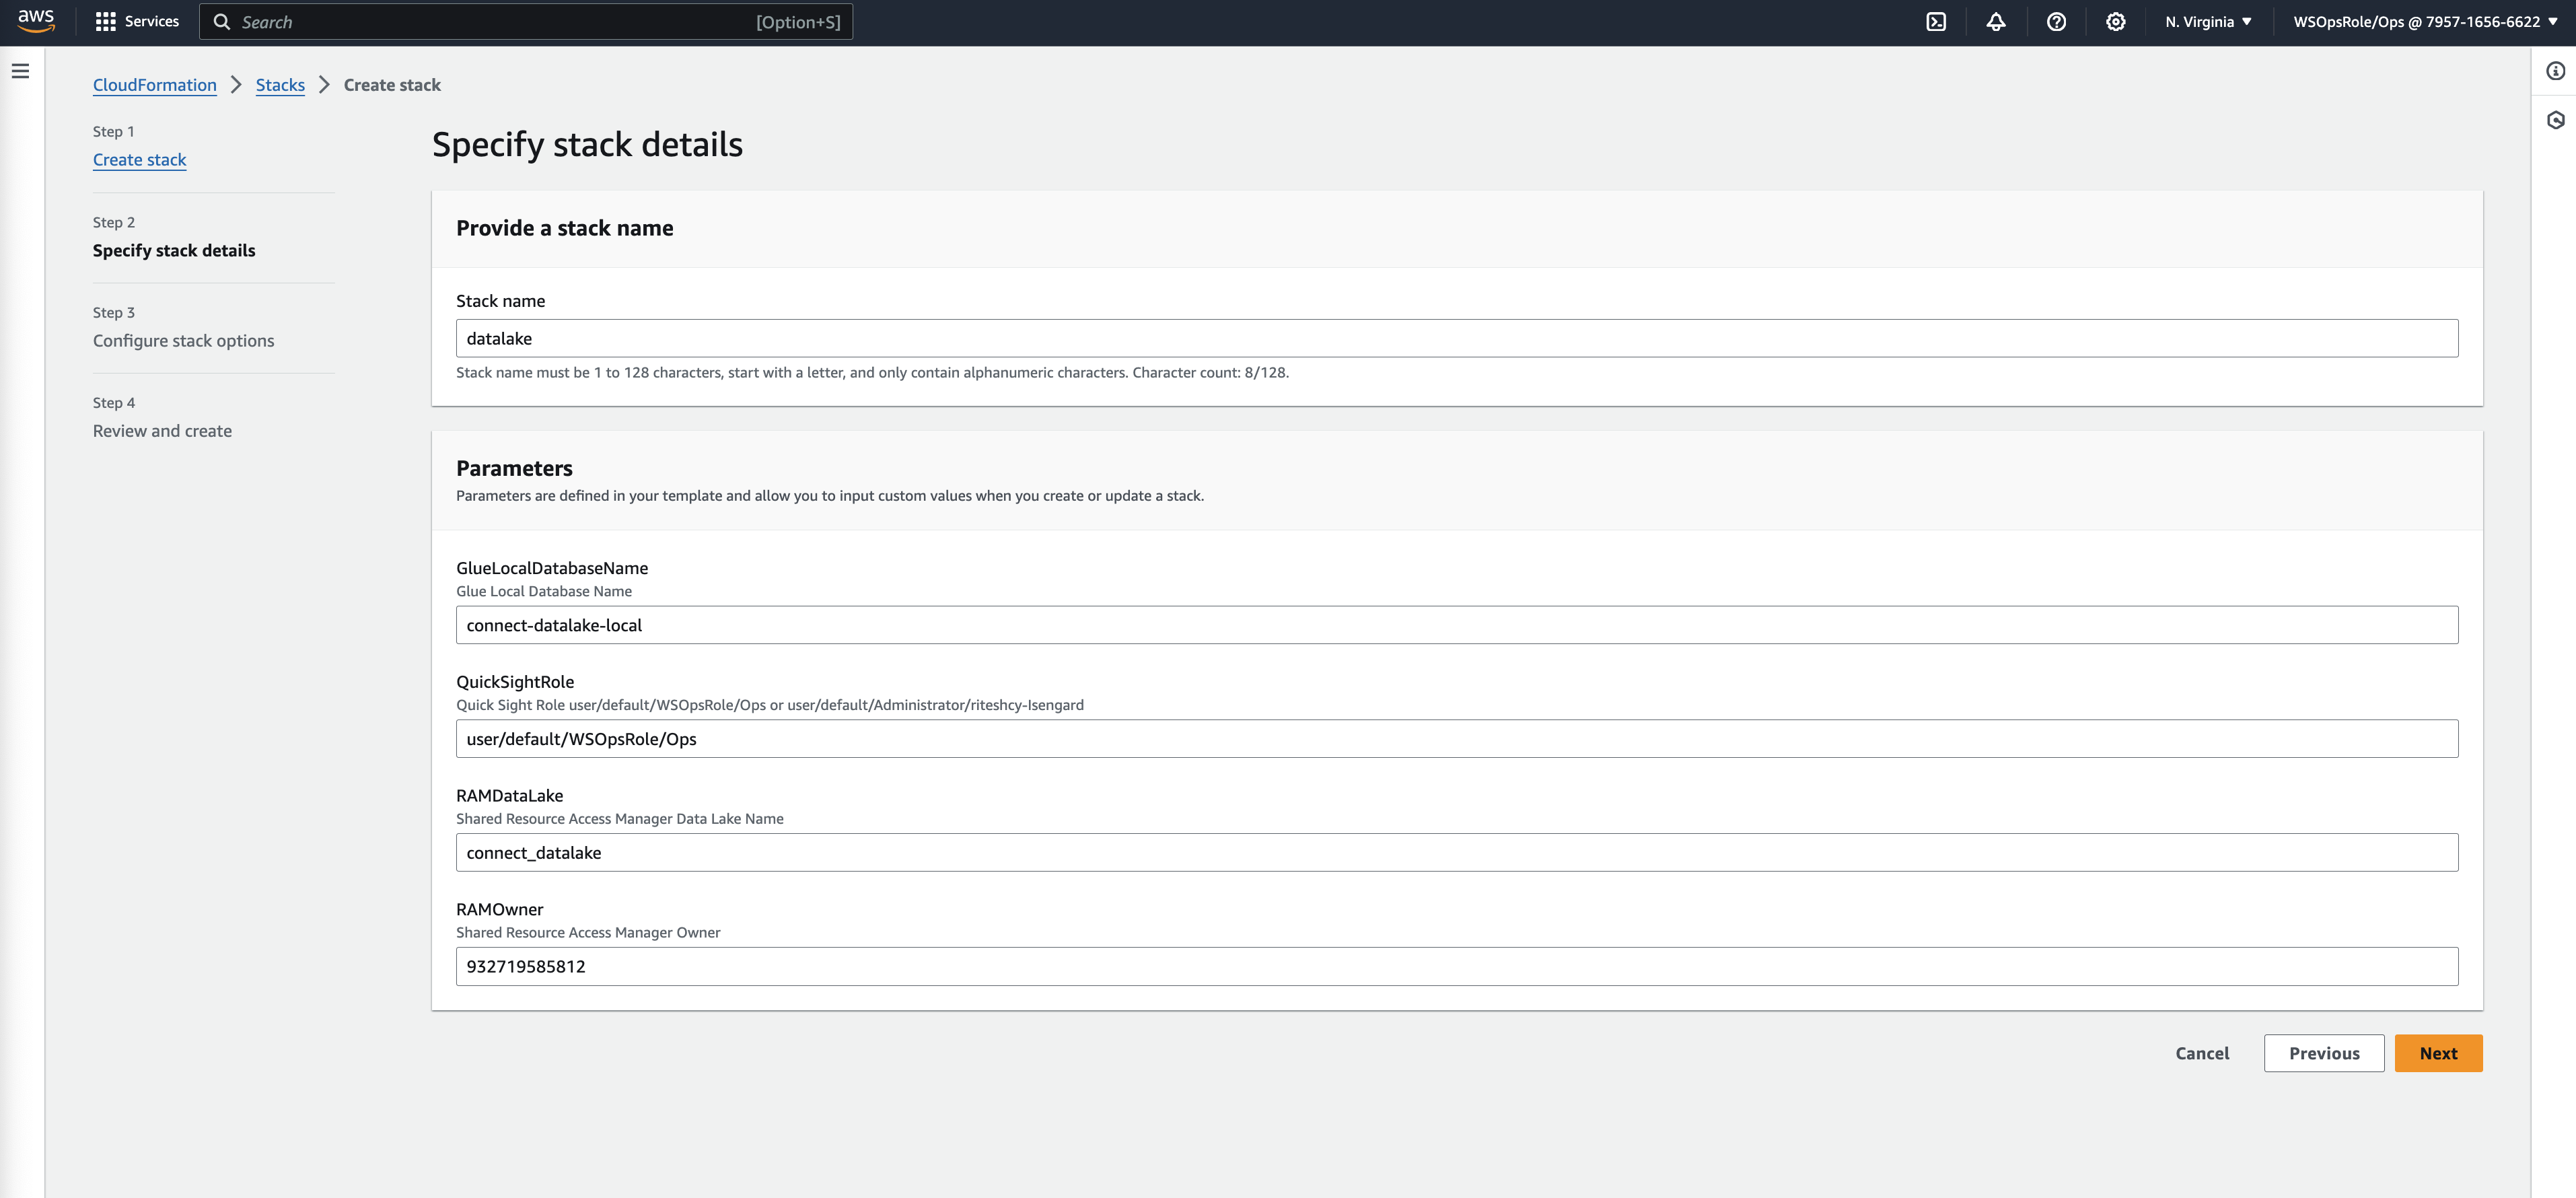 aws
Services
Search
[Option+S]
N. Virginia
WSOpsRole/Ops @ 7957-1656-6622
CloudFormation
Stacks
Create stack
Step 1
Create stack
Step 2
Specify stack details
Step 3
Configure stack options
Step 4
Review and create
Specify stack details
Provide a stack name
Stack name
datalake
Stack name must be 1 to 128 characters, start with a letter, and only contain alphanumeric characters. Character count: 8/128.
Parameters
Parameters are defined in your template and allow you to input custom values when you create or update a stack.
GlueLocalDatabaseName
Glue Local Database Name
connect-datalake-local
QuickSightRole
Quick Sight Role user/default/WSOpsRole/Ops or user/default/Administrator/riteshcy-Isengard
user/default/WSOpsRole/Ops
RAMDataLake
Shared Resource Access Manager Data Lake Name
connect_datalake
RAMOwner
Shared Resource Access Manager Owner
932719585812
Cancel
Previous
Next